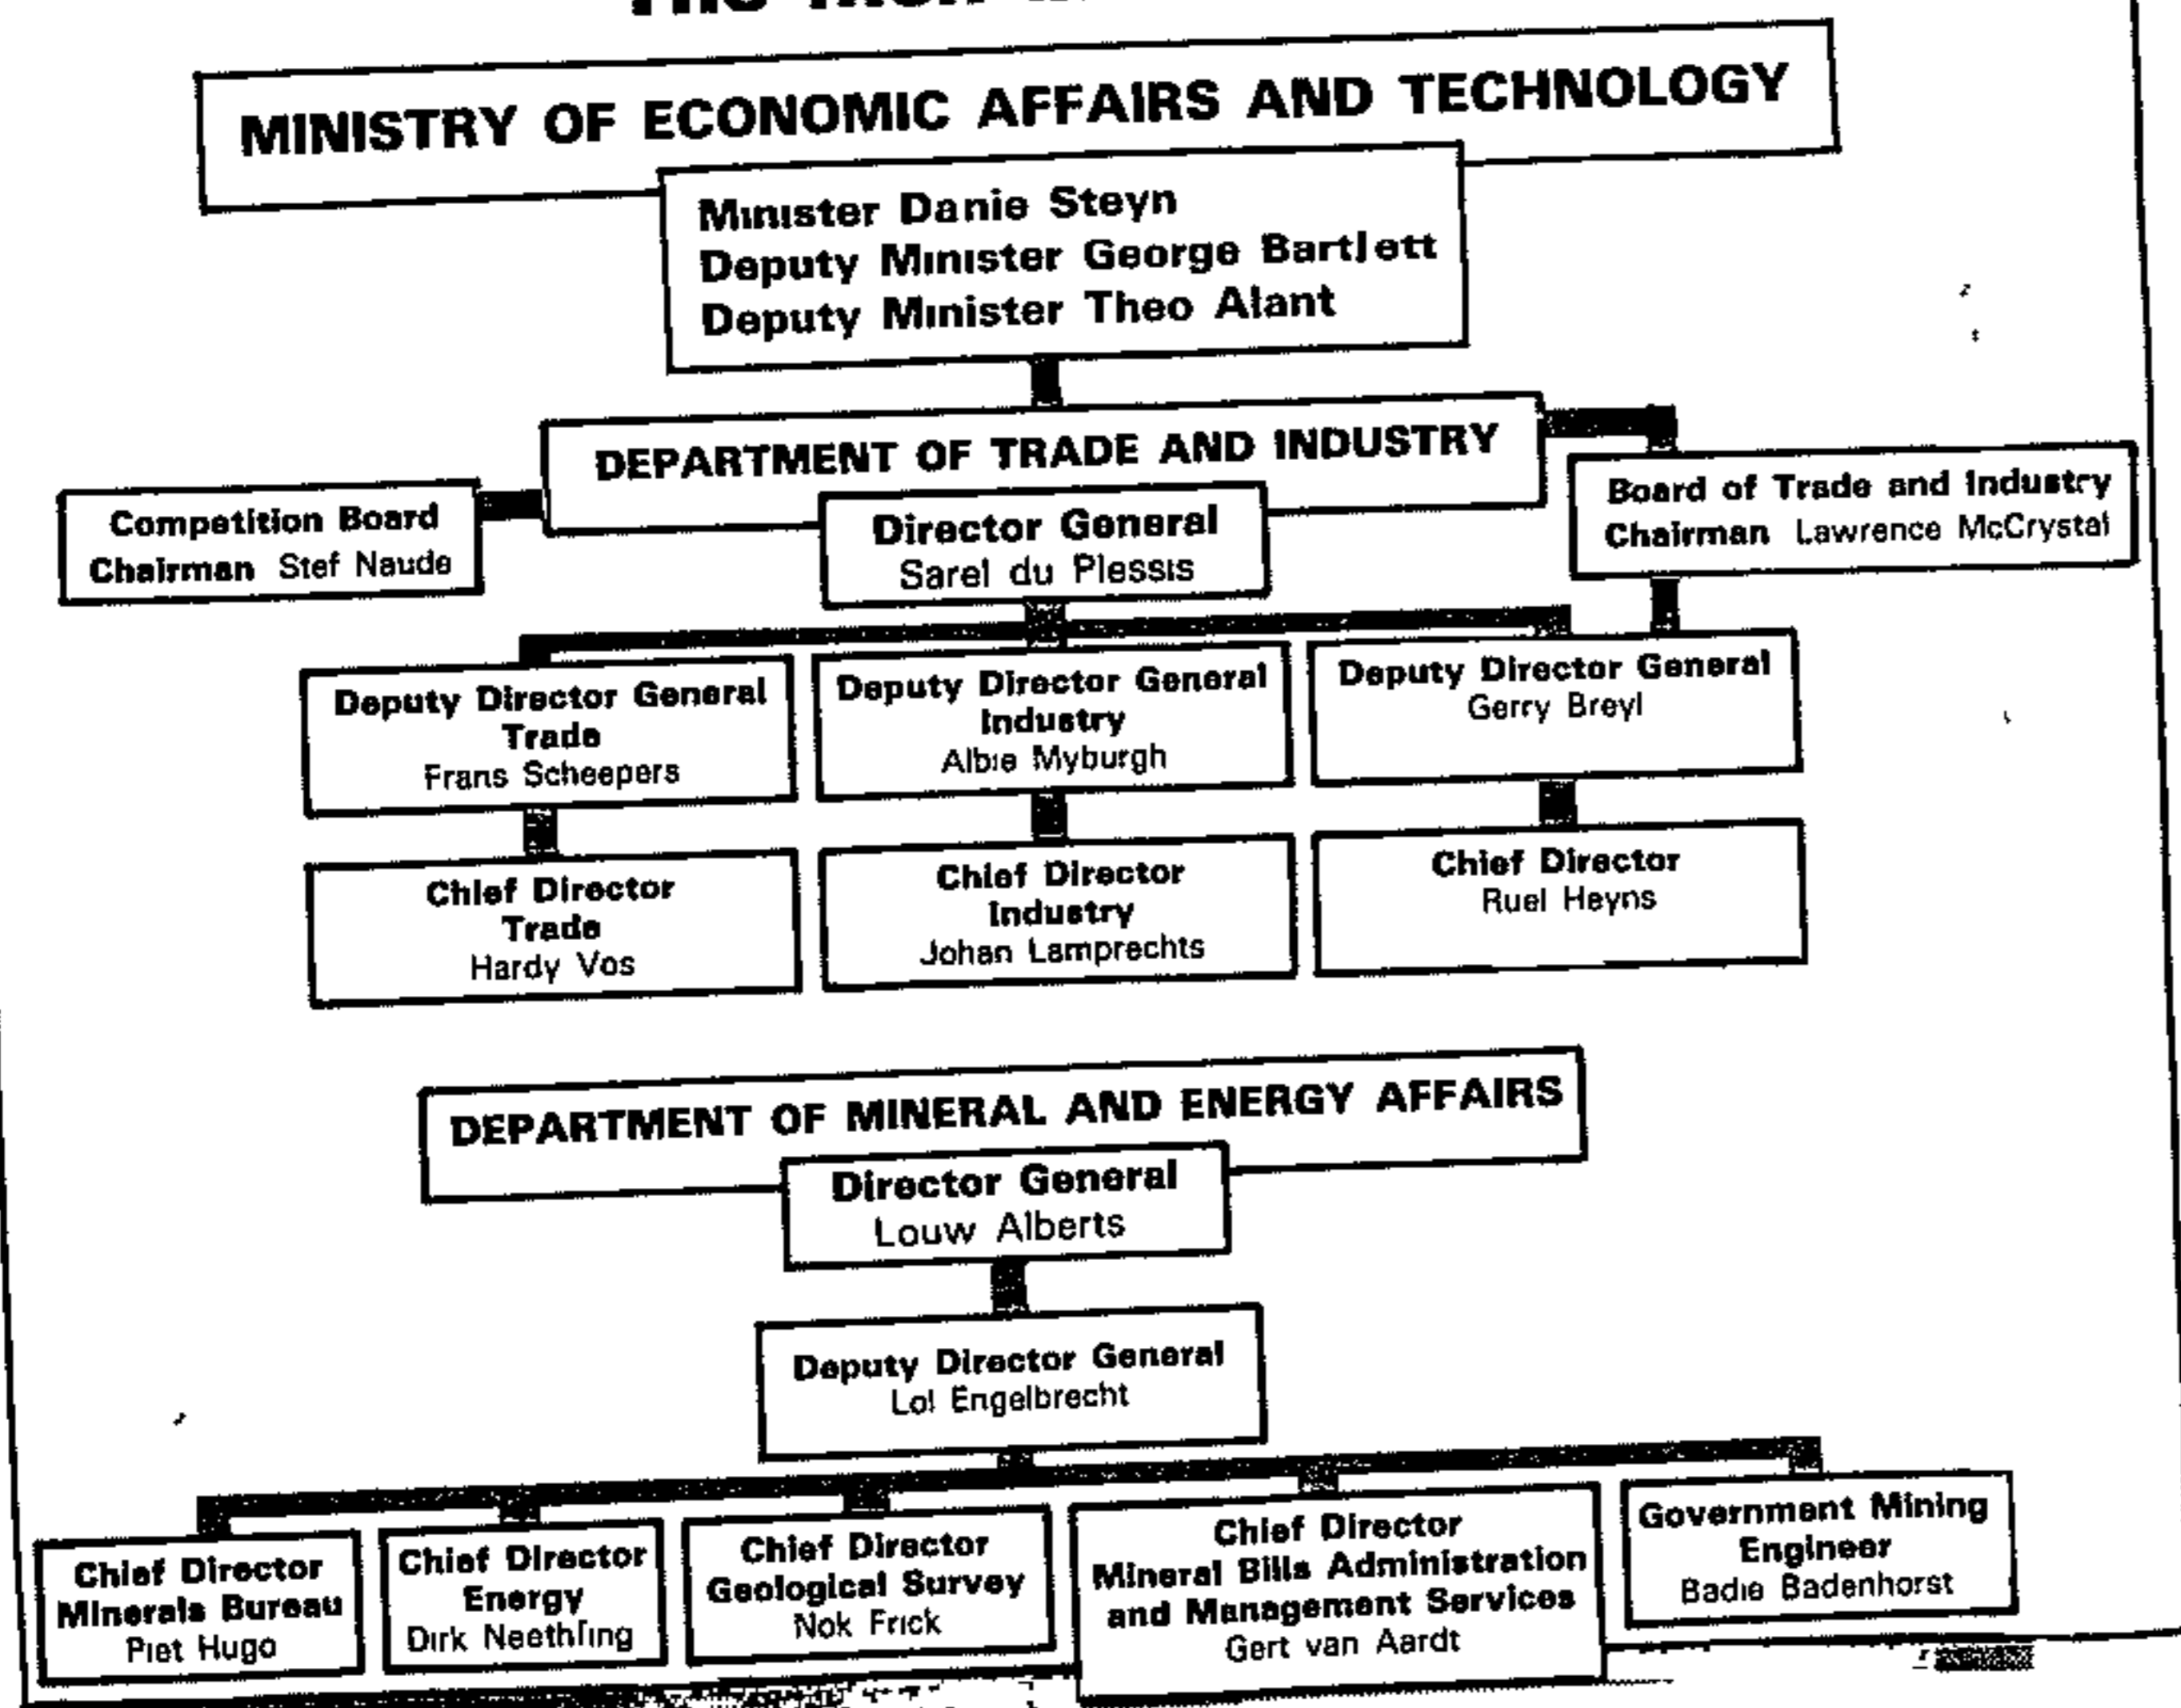 MINISTRY OF ECONOMIC AFFAIRS AND TECHNOLOGY
Minister Danie Steyn
Deputy Minister George Bartlett
Deputy Minister Theo Alant
DEPARTMENT OF TRADE AND INDUSTRY
Director General
Sarel du Plessis
Competition Board
Chairman Stef Naude
Board of Trade and Industry
Chairman Lawrence McCrystal
Deputy Director General
Trade
Frans Scheepers
Deputy Director General
Industry
Albie Myburgh
Deputy Director General
Gerry Breyl
Chief Director
Trade
Hardy Vos
Chief Director
Industry
Johan Lamprechts
Chief Director
Ruel Heyns
DEPARTMENT OF MINERAL AND ENERGY AFFAIRS
Director General
Louw Alberts
Deputy Director General
Lol Engelbrecht
Chief Director
Minerals Bureau
Piet Hugo
Chief Director
Energy
Dirk Neethling
Chief Director
Geological Survey
Nok Frick
Chief Director
Mineral Bills Administration
and Management Services
Gert van Aardt
Government Mining
Engineer
Badie Badenhorst